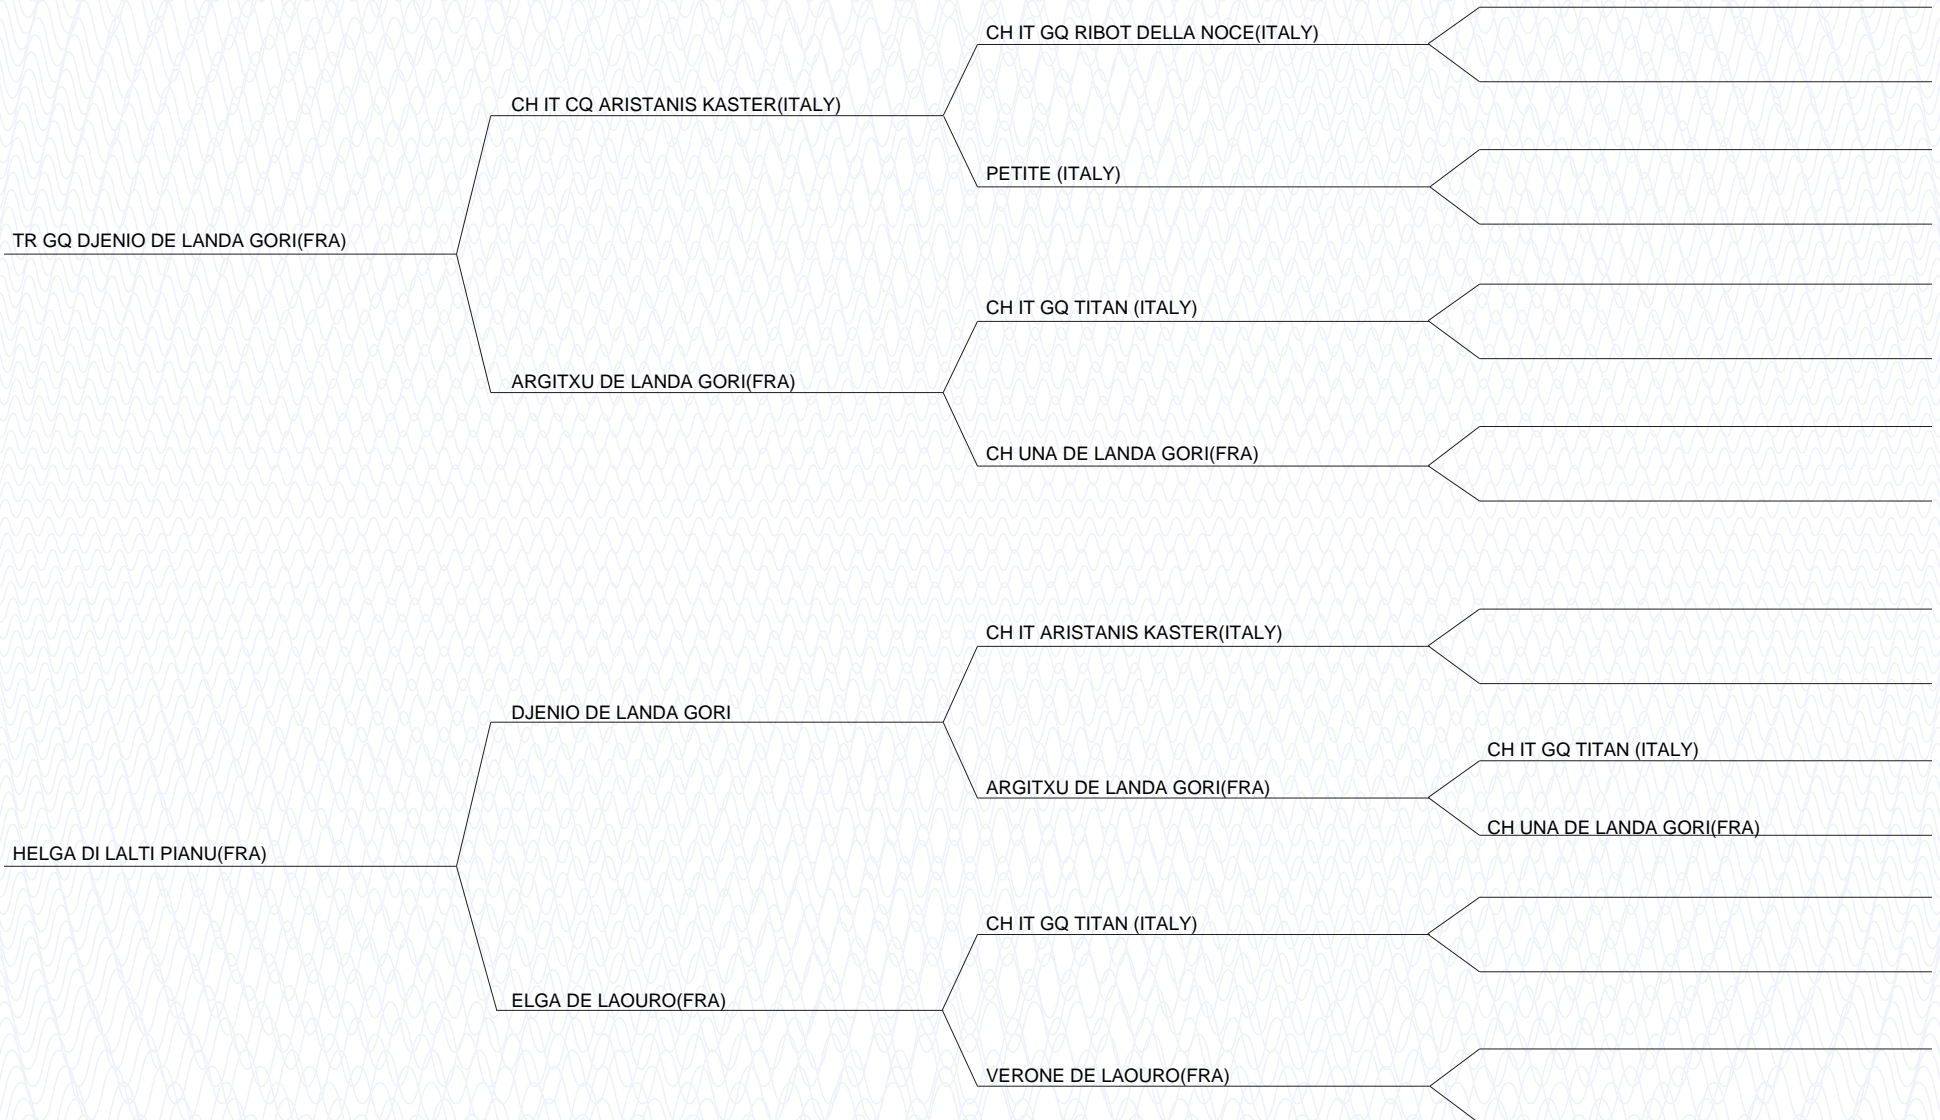 CH IT GQ RIBOT DELLA NOCE(ITALY)
CH IT CQ ARISTANIS KASTER(ITALY)
PETITE (ITALY)
TR GQ DJENIO DE LANDA GORI(FRA)
CH IT GQ TITAN (ITALY)
ARGITXU DE LANDA GORI(FRA)
CH UNA DE LANDA GORI(FRA)
CH IT ARISTANIS KASTER(ITALY)
DJENIO DE LANDA GORI
CH IT GQ TITAN (ITALY)
ARGITXU DE LANDA GORI(FRA)
CH UNA DE LANDA GORI(FRA)
HELGA DI LALTI PIANU(FRA)
CH IT GQ TITAN (ITALY)
ELGA DE LAOURO(FRA)
VERONE DE LAOURO(FRA)